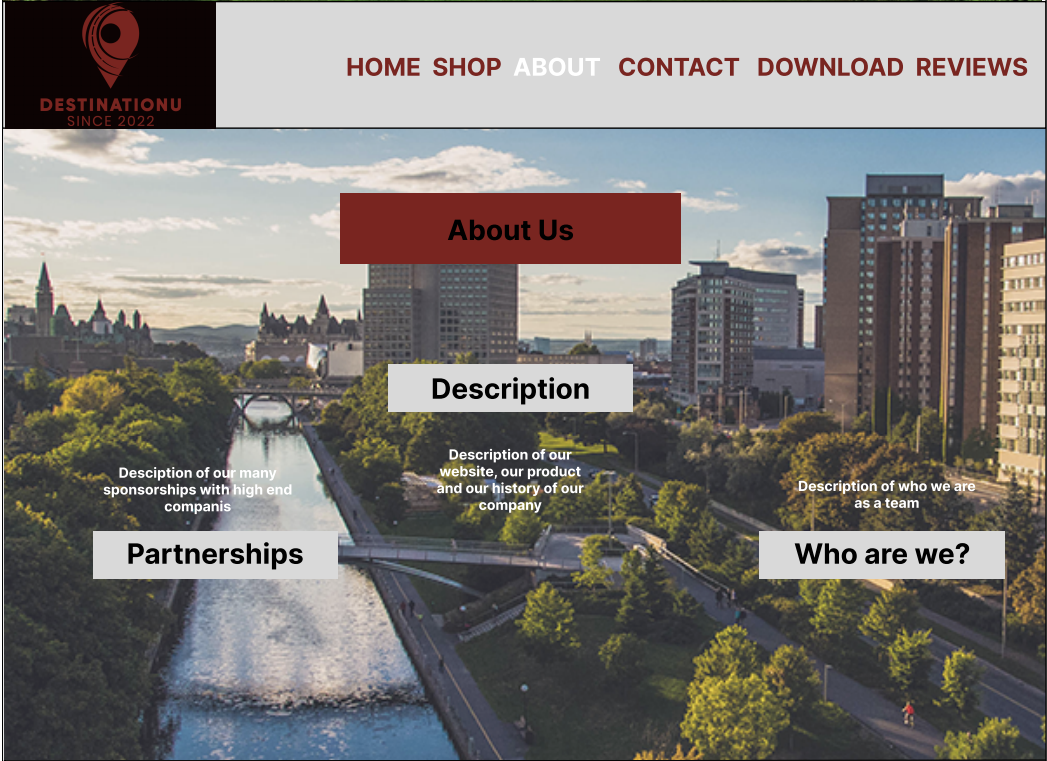 DESTINATIONU
SINCE 2022
HOME SHOP ABOUT CONTACT DOWNLOAD REVIEWS
About Us
Description
Description of our
website, our product
and our history of our
company
Desciption of our many
sponsorships with high end
companis
Partnerships
Description of who we are
as a team
Who are we?